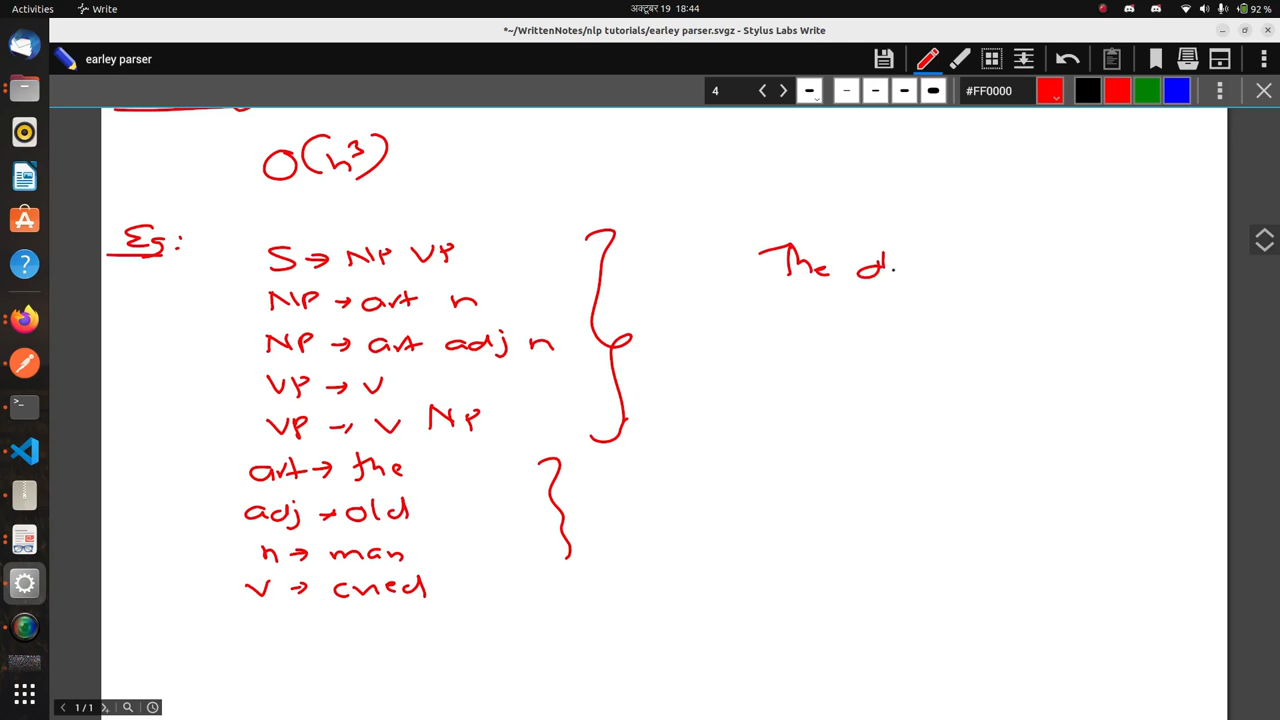 Activities Write अक्टूबर 19 18:44 92 %
*~/WrittenNotes/nlp tutorials/earley parser.svgz - Stylus Labs Write
earley parser
4 #FF0000
O(n³)
Eg:
S → NP VP
NP → art n
NP → art adj n
VP → V
VP → V NP
art → the
adj → old
n → man
V → cried
The
1/1